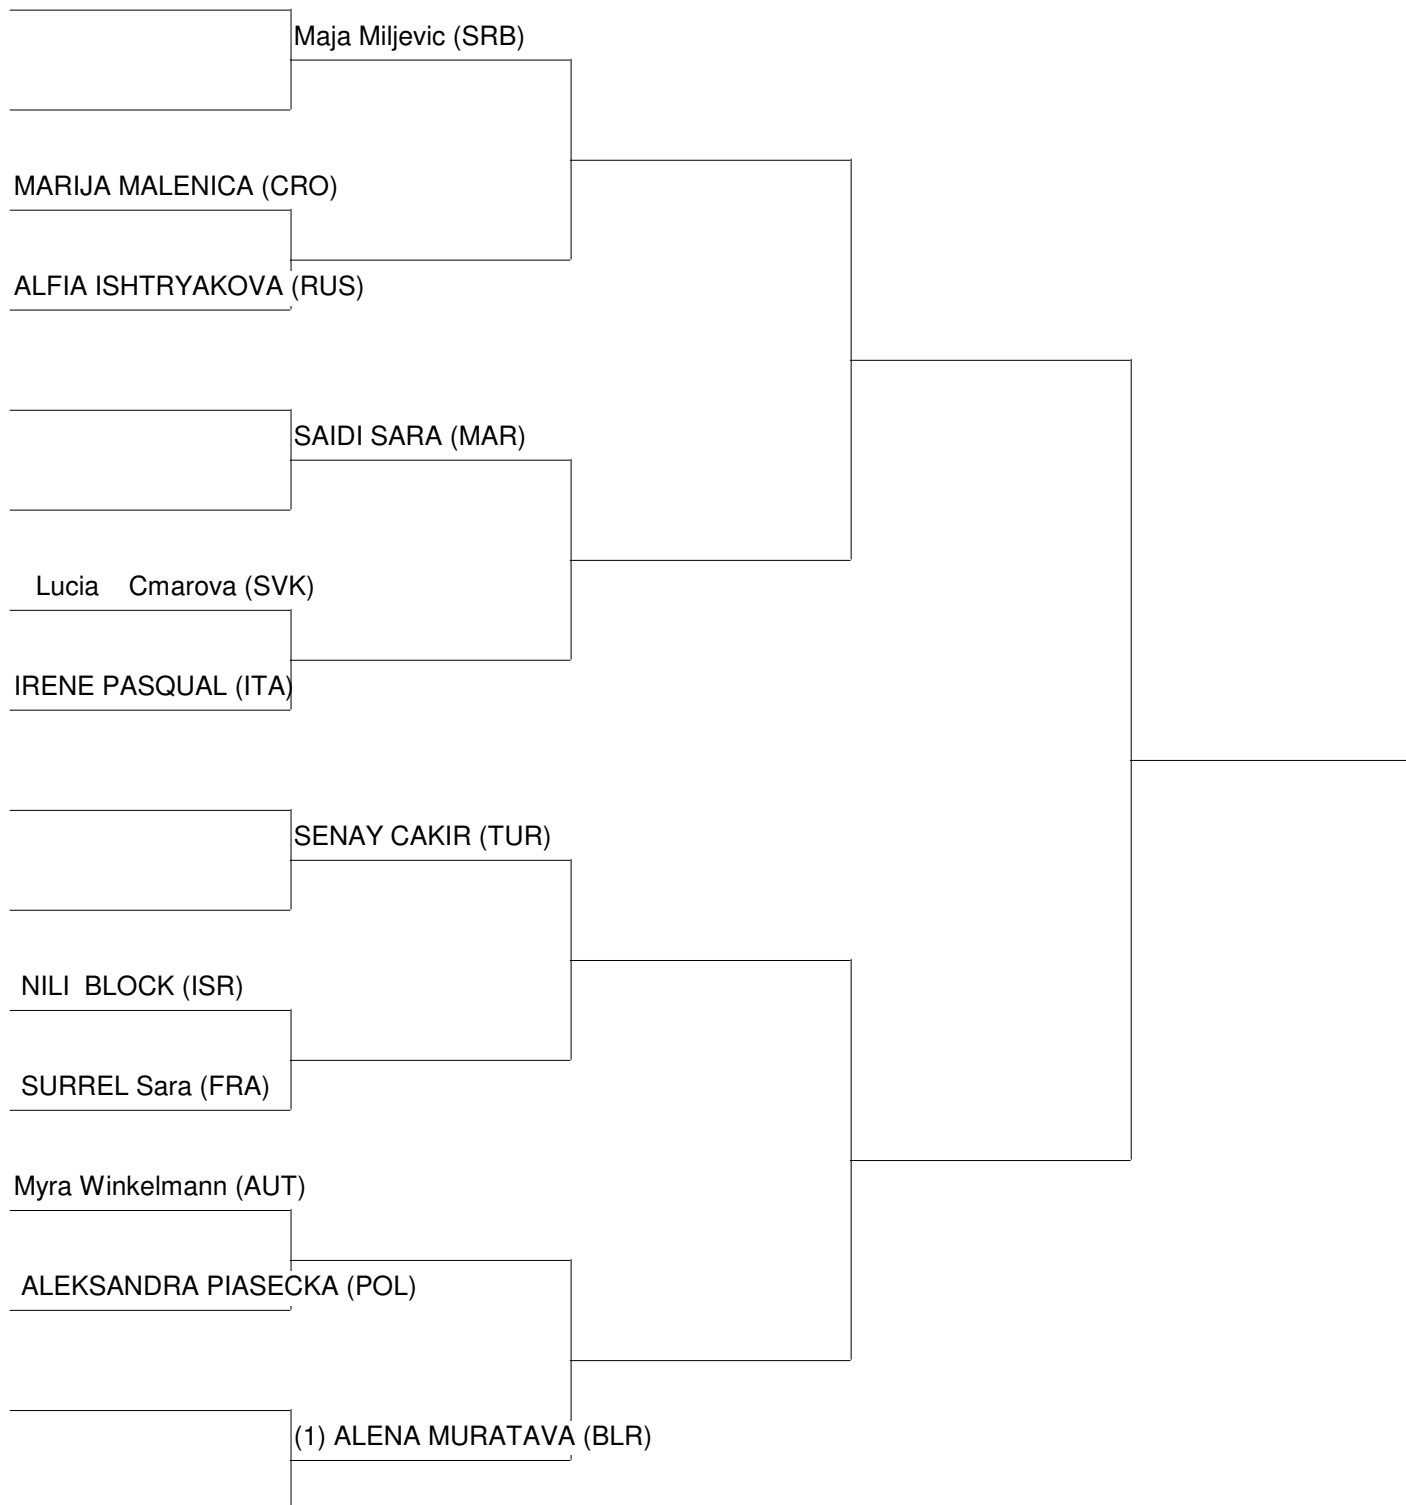 Maja Miljevic (SRB)
MARIJA MALENICA (CRO)
ALFIA ISHTRYAKOVA (RUS)
SAIDI SARA (MAR)
Lucia Cmarova (SVK)
IRENE PASQUAL (ITA)
SENAY CAKIR (TUR)
NILI BLOCK (ISR)
SURREL Sara (FRA)
Myra Winkelmann (AUT)
ALEKSANDRA PIASECKA (POL)
(1) ALENA MURATAVA (BLR)